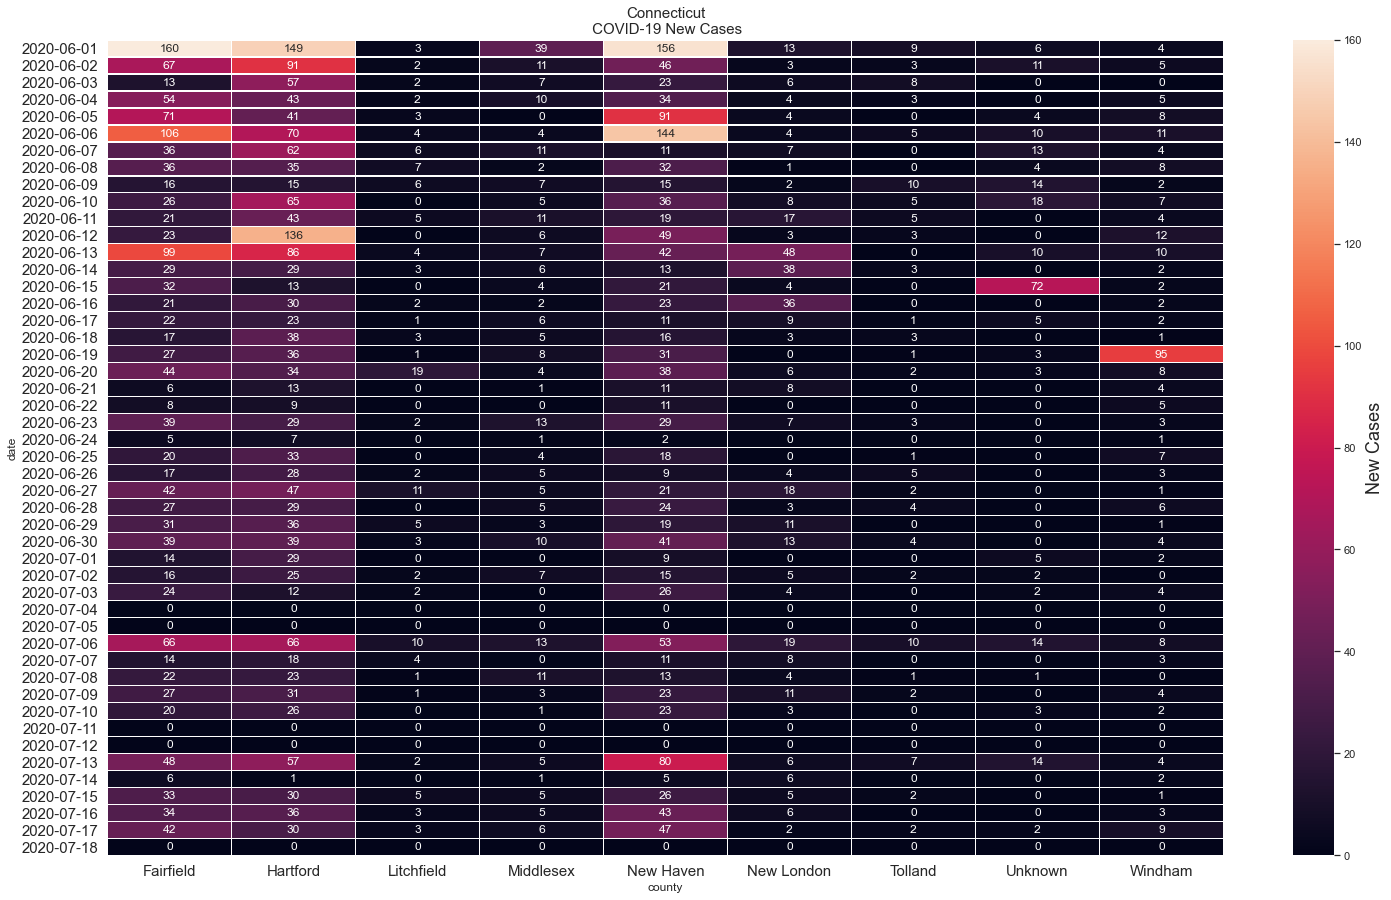 Connecticut
COVID-19 New Cases
2020-06-01 160 149 3 39 156 13 9 6 4
2020-06-02 67 91 2 11 46 3 3 11 5
2020-06-03 13 57 2 7 23 6 8 0 0
2020-06-04 54 43 2 10 34 4 3 0 5
2020-06-05 71 41 3 0 91 4 0 4 8
2020-06-06 106 70 4 4 144 4 5 10 11
2020-06-07 36 62 6 11 11 7 0 13 4
2020-06-08 36 35 7 2 32 1 0 4 8
2020-06-09 16 15 6 7 15 2 10 14 2
2020-06-10 26 65 0 5 36 8 5 18 7
2020-06-11 21 43 5 11 19 17 5 0 4
2020-06-12 23 136 0 6 49 3 3 0 12
2020-06-13 99 86 4 7 42 48 0 10 10
2020-06-14 29 29 3 6 13 38 3 0 2
2020-06-15 32 13 0 4 21 4 0 72 2
2020-06-16 21 30 2 2 23 36 0 0 2
2020-06-17 22 23 1 6 11 9 1 5 2
2020-06-18 17 38 3 5 16 3 3 0 1
2020-06-19 27 36 1 8 31 0 1 3 95
2020-06-20 44 34 19 4 38 6 2 3 8
2020-06-21 6 13 0 1 11 8 0 0 4
2020-06-22 8 9 0 0 11 0 0 0 5
2020-06-23 39 29 2 13 29 7 3 0 3
2020-06-24 5 7 0 1 2 0 0 0 1
2020-06-25 20 33 0 4 18 0 1 0 7
2020-06-26 17 28 2 5 9 4 5 0 3
2020-06-27 42 47 11 5 21 18 2 0 1
2020-06-28 27 29 0 5 24 3 4 0 6
2020-06-29 31 36 5 3 19 11 0 0 1
2020-06-30 39 39 3 10 41 13 4 0 4
2020-07-01 14 29 0 0 9 0 0 5 2
2020-07-02 16 25 2 7 15 5 2 2 0
2020-07-03 24 12 2 0 26 4 0 2 4
2020-07-04 0 0 0 0 0 0 0 0 0
2020-07-05 0 0 0 0 0 0 0 0 0
2020-07-06 66 66 10 13 53 19 10 14 8
2020-07-07 14 18 4 0 11 8 0 0 3
2020-07-08 22 23 1 11 13 4 1 1 0
2020-07-09 27 31 1 3 23 11 2 0 4
2020-07-10 20 26 0 1 23 3 0 3 2
2020-07-11 0 0 0 0 0 0 0 0 0
2020-07-12 0 0 0 0 0 0 0 0 0
2020-07-13 48 57 2 5 80 6 7 14 4
2020-07-14 6 1 0 1 5 6 0 0 2
2020-07-15 33 30 5 5 26 5 2 0 1
2020-07-16 34 36 3 5 43 6 0 0 3
2020-07-17 42 30 3 6 47 2 2 2 9
2020-07-18 0 0 0 0 0 0 0 0 0
Fairfield Hartford Litchfield Middlesex New Haven New London Tolland Unknown Windham
county
date
160
140
120
100
80
60
40
20
0
New Cases